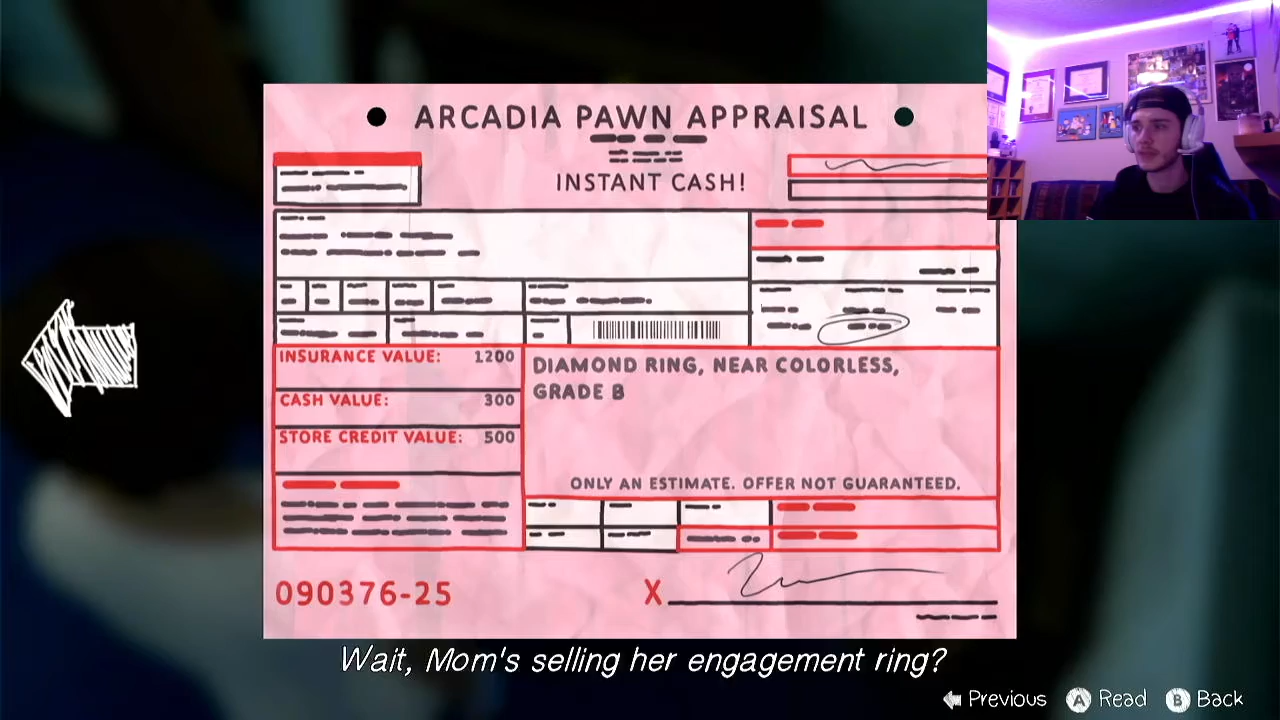 ARCADIA PAWN APPRAISAL
INSTANT CASH!
INSURANCE VALUE: 1200
CASH VALUE: 300
STORE CREDIT VALUE: 500
DIAMOND RING, NEAR COLORLESS,
GRADE B
ONLY AN ESTIMATE. OFFER NOT GUARANTEED.
090376-25
X
Wait, Mom's selling her engagement ring?
Previous A Read B Back